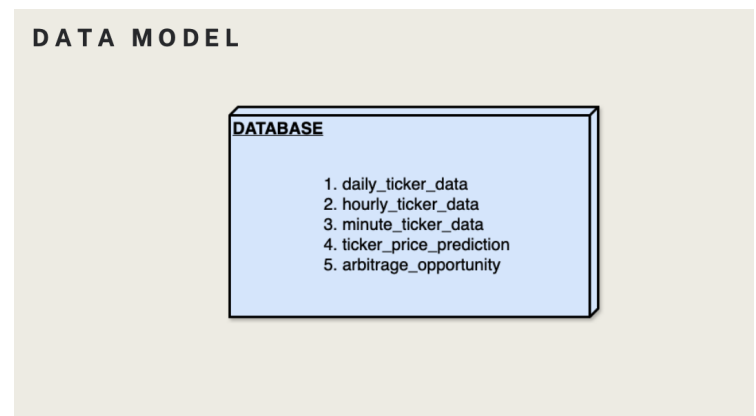 DATA MODEL
DATABASE
1. daily_ticker_data
2. hourly_ticker_data
3. minute_ticker_data
4. ticker_price_prediction
5. arbitrage_opportunity